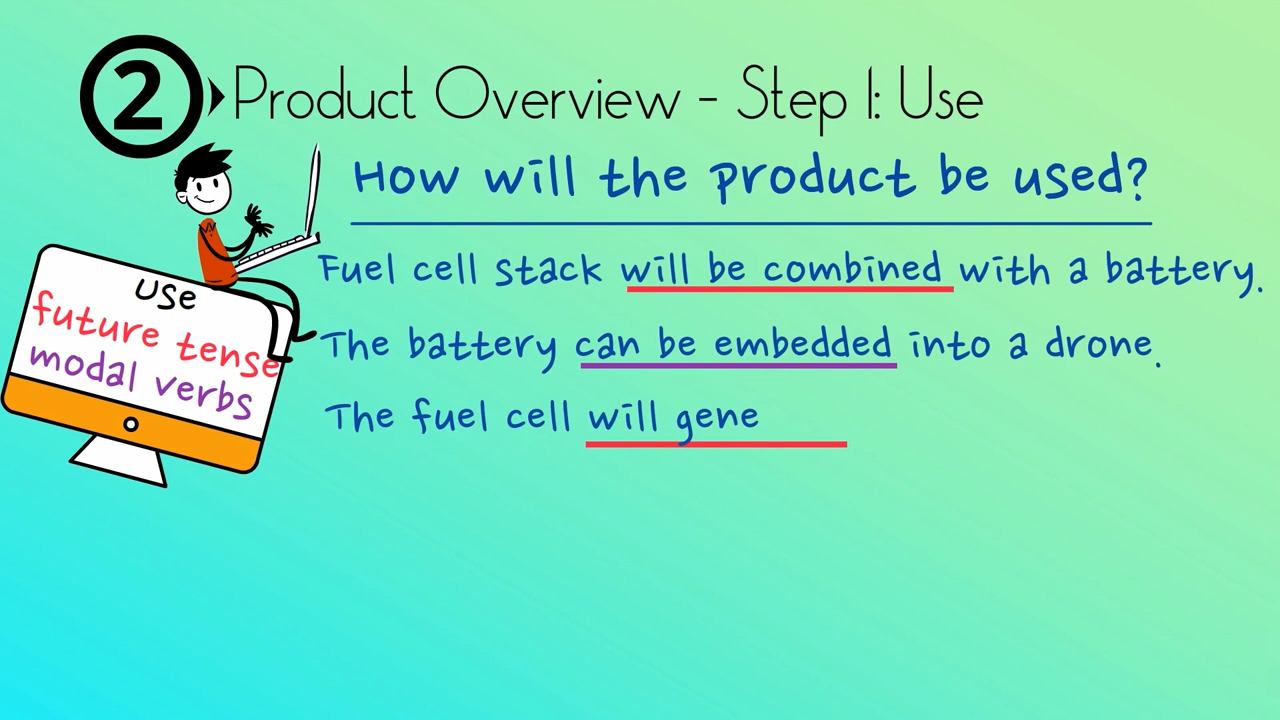 2 Product Overview - Step 1: Use
How will the product be used?
Fuel cell stack will be combined with a battery.
The battery can be embedded into a drone.
The fuel cell will gene
use
future tense
modal verbs